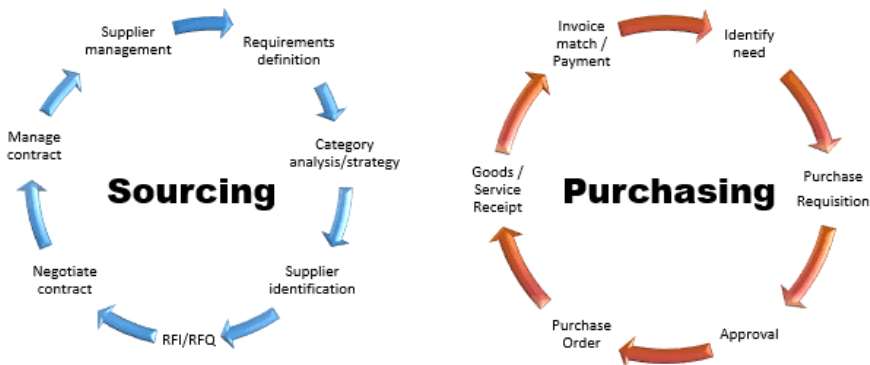 Supplier
management
Requirements
definition
Category
analysis/strategy
Supplier
identification
RFI/RFQ
Negotiate
contract
Manage
contract
Sourcing
Invoice
match /
Payment
Identify
need
Purchase
Requisition
Approval
Purchase
Order
Goods /
Service
Receipt
Purchasing